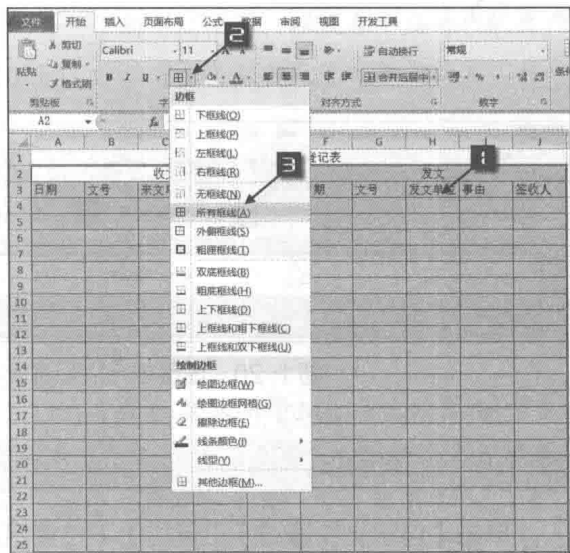 文件 开始 插入 页面布局 公式 数据 审阅 视图 开发工具
剪切
复制
粘贴 格式刷
剪贴板
Calibri 11
自动换行
合并后居中
对齐方式
常规
数字
2
A2 fx
A B C F G H I J
边框
下框线(O)
上框线(P)
左框线(L)
右框线(R)
无框线(N)
所有框线(A)
外侧框线(S)
粗匣框线(T)
双底框线(B)
粗底框线(H)
上下框线(D)
上框线和粗下框线(C)
上框线和双下框线(U)
绘制边框
绘图边框(W)
绘图边框网格(G)
擦除边框(E)
线条颜色(I)
线型(Y)
其他边框(M)...
3
1
1 登记表
2 收文 发文
3 日期 文号 来文单 期 文号 发文单位 事由 签收人
4
5
6
7
8
9
10
11
12
13
14
15
16
17
18
19
20
21
22
23
24
25